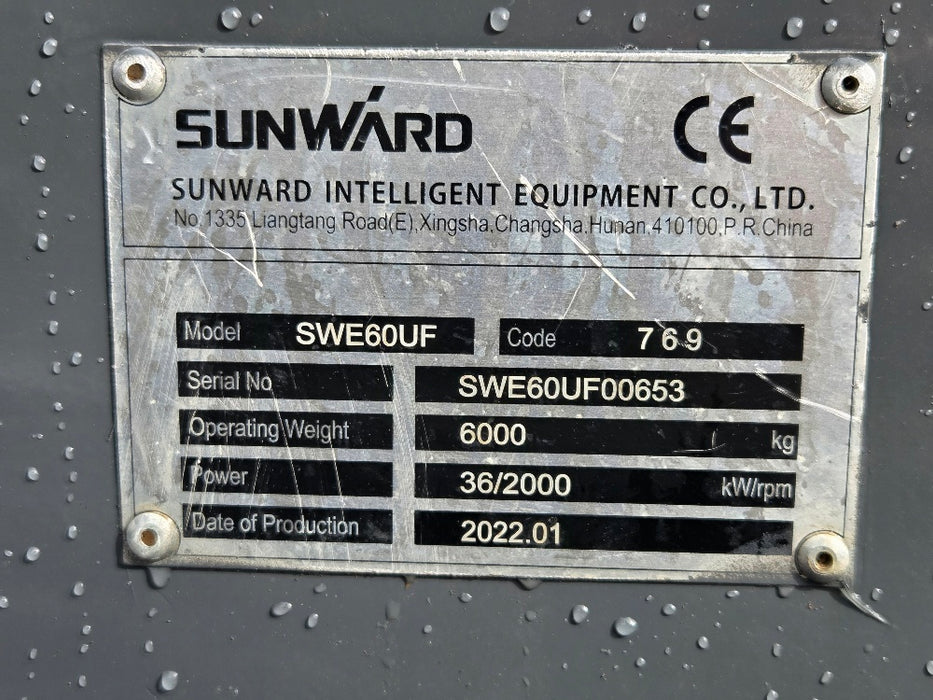 SUNWARD CE
SUNWARD INTELLIGENT EQUIPMENT CO., LTD.
No.1335 Liangtang Road(E),Xingsha,Changsha,Hunan,410100,P.R.China
Model SWE60UF Code 769
Serial No SWE60UF00653
Operating Weight 6000 kg
Power 36/2000 kW/rpm
Date of Production 2022.01